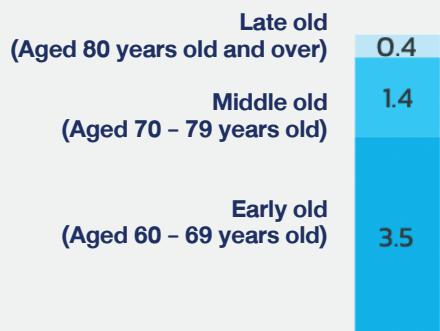 Late old
(Aged 80 years old and over)
0.4
Middle old
(Aged 70 – 79 years old)
1.4
Early old
(Aged 60 – 69 years old)
3.5